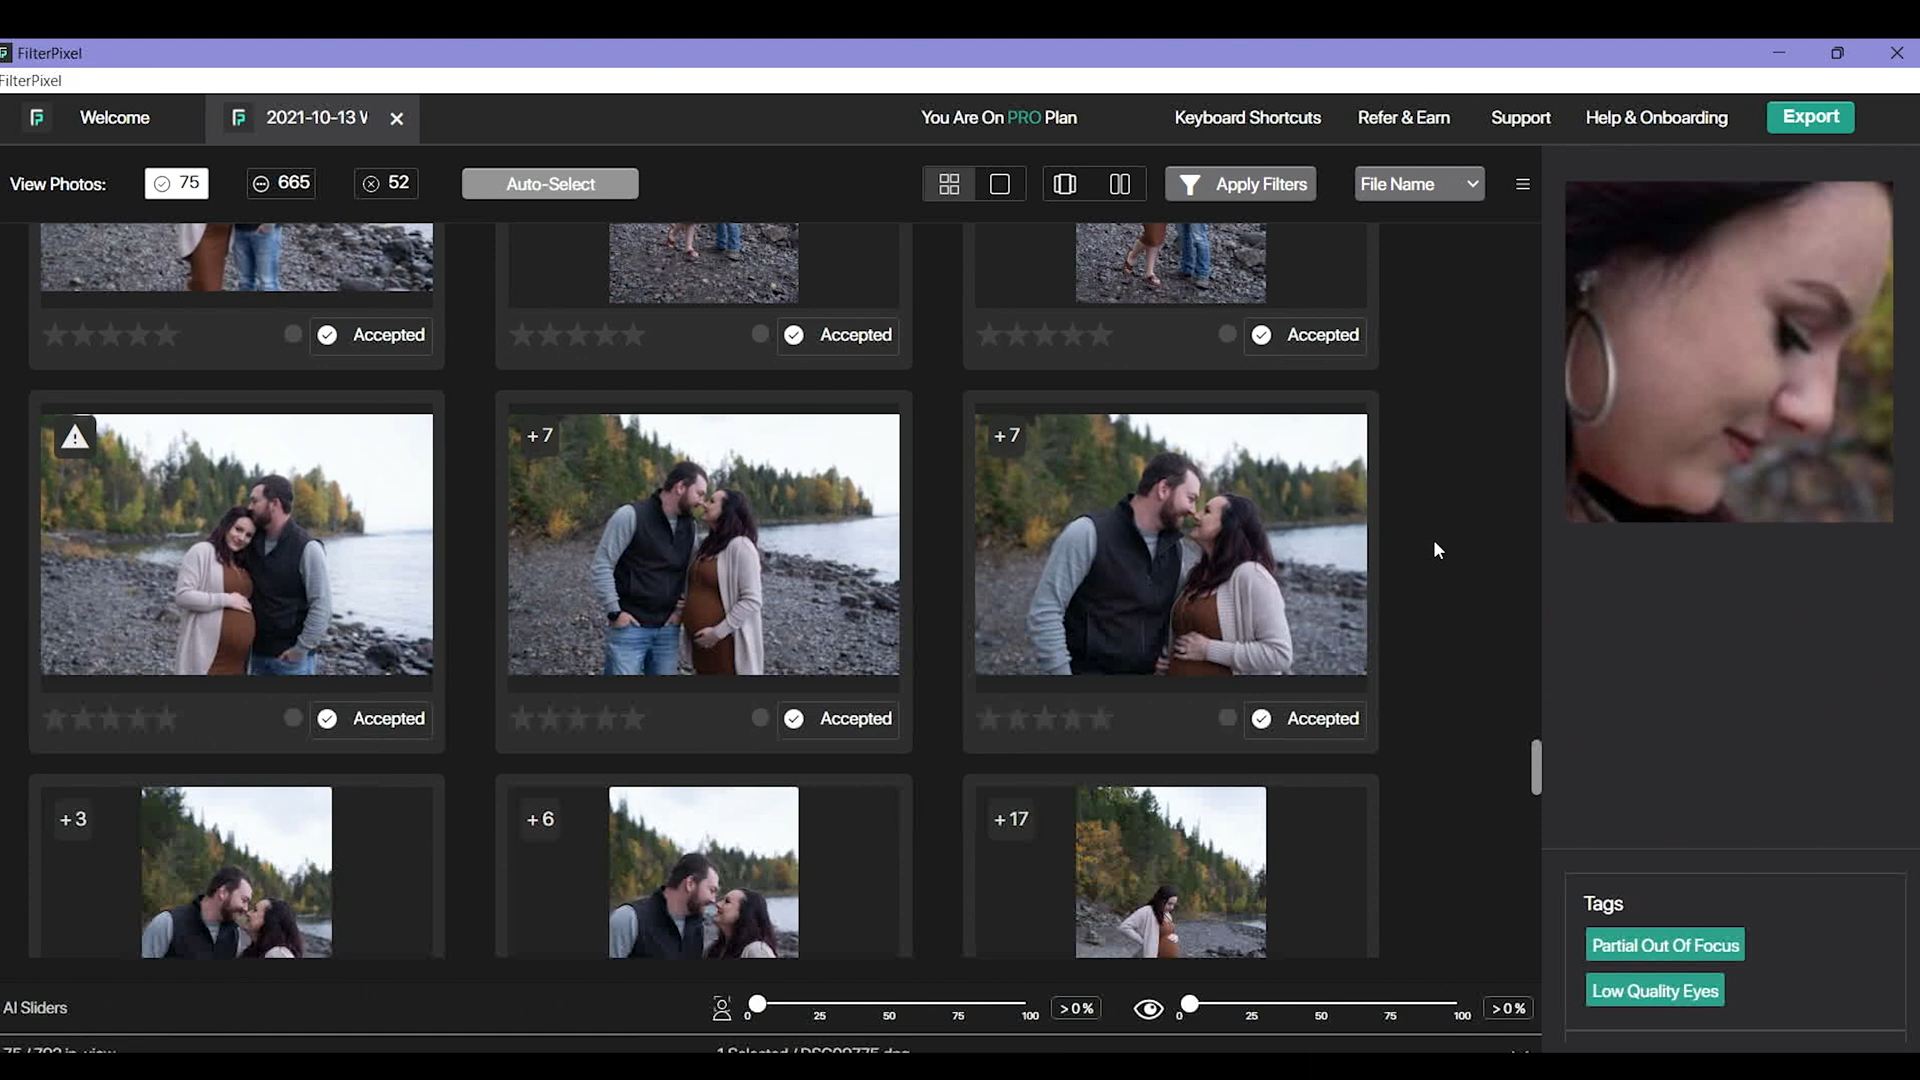 FilterPixel
FilterPixel
Welcome
2021-10-13 V
You Are On PRO Plan
Keyboard Shortcuts
Refer & Earn
Support
Help & Onboarding
Export
View Photos:
75
665
52
Auto-Select
Apply Filters
File Name
Accepted
Accepted
Accepted
+7
+7
Accepted
Accepted
Accepted
+3
+6
+17
Tags
Partial Out Of Focus
Low Quality Eyes
AI Sliders
0 25 50 75 100
>0%
0 25 50 75 100
>0%